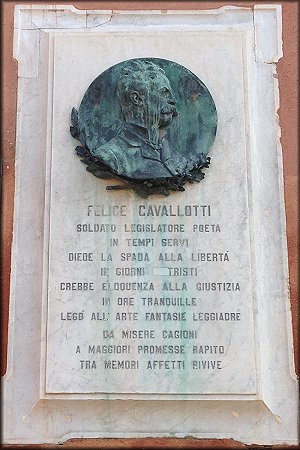 FELICE CAVALLOTTI
SOLDATO LEGISLATORE POETA
IN TEMPI SERVI
DIEDE LA SPADA ALLA LIBERTÁ
IN GIORNI TRISTI
CREBBE ELOQUENZA ALLA GIUSTIZIA
IN ORE TRANQUILLE
LEGÒ ALL' ARTE FANTASIE LEGGIADRE
DA MISERE CAGIONI
A MAGGIORI PROMESSE RAPITO
TRA MEMORI AFFETTI RIVIVE